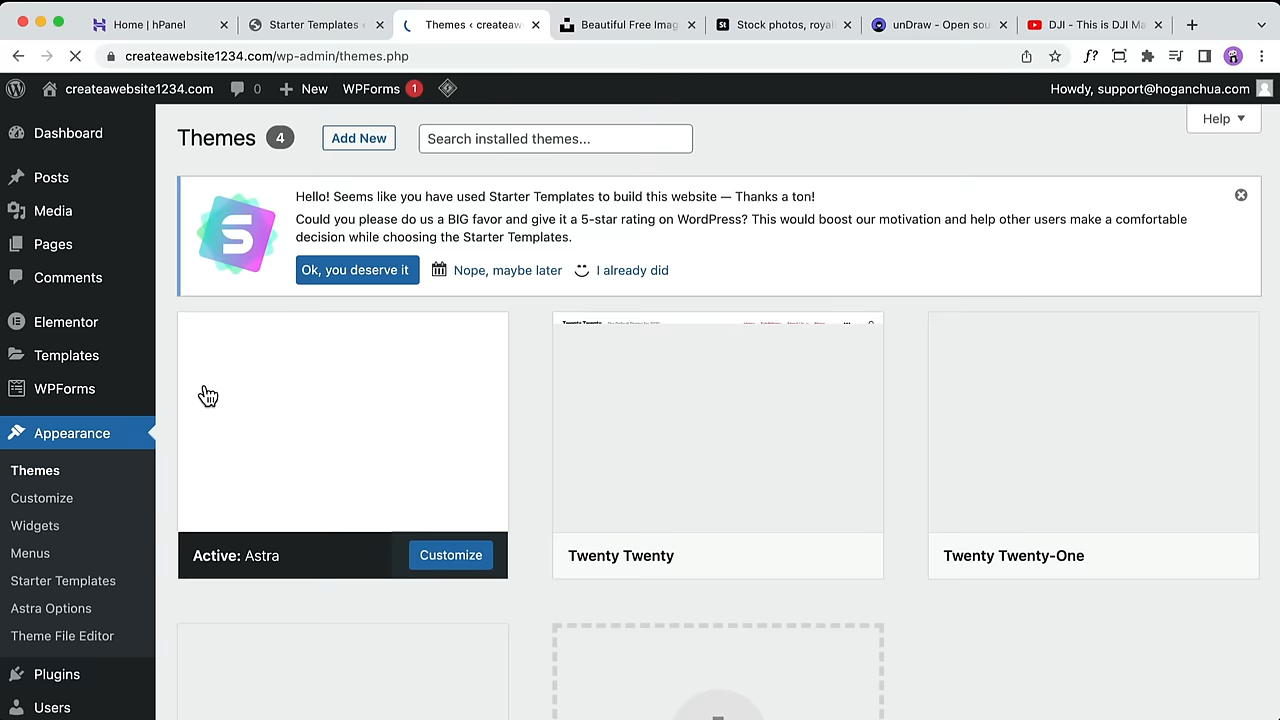 Home | hPanel
Starter Templates
Themes < createaw
Beautiful Free Imag
Stock photos, royal
unDraw - Open sou
DJI - This is DJI Ma
createawebsite1234.com/wp-admin/themes.php
f?
createawebsite1234.com
0
New
WPForms 1
Howdy, support@hoganchua.com
Help
Dashboard
Posts
Media
Pages
Comments
Elementor
Templates
WPForms
Appearance
Themes
Customize
Widgets
Menus
Starter Templates
Astra Options
Theme File Editor
Plugins
Users
Themes 4
Add New
Search installed themes...
Hello! Seems like you have used Starter Templates to build this website — Thanks a ton!
Could you please do us a BIG favor and give it a 5-star rating on WordPress? This would boost our motivation and help other users make a comfortable
decision while choosing the Starter Templates.
Ok, you deserve it
Nope, maybe later
I already did
Active: Astra
Customize
Twenty Twenty
Twenty Twenty
Twenty Twenty-One